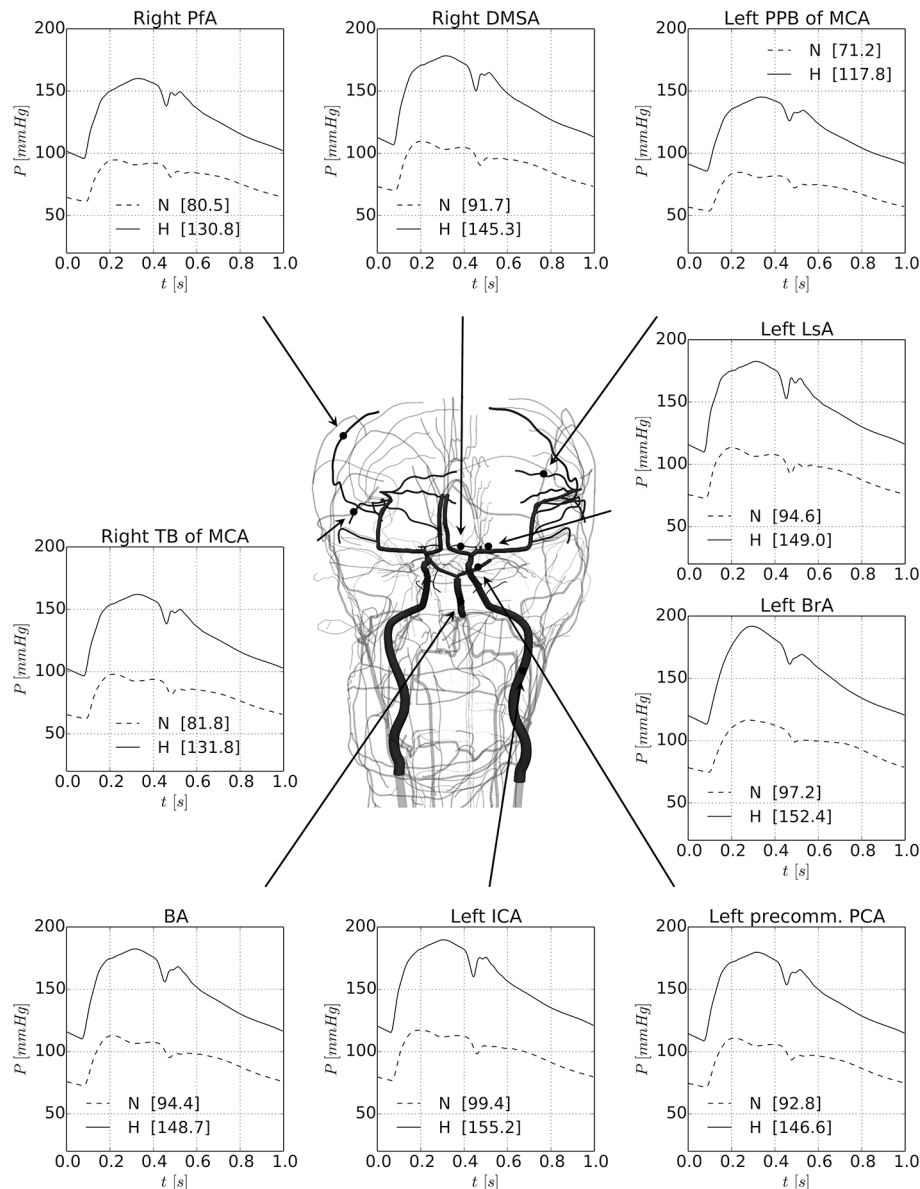 Right PfA
200
150
100
50
P [mmHg]
N [80.5]
H [130.8]
0.0 0.2 0.4 0.6 0.8 1.0
t [s]
Right DMSA
200
150
100
50
P [mmHg]
N [91.7]
H [145.3]
0.0 0.2 0.4 0.6 0.8 1.0
t [s]
Left PPB of MCA
200
150
100
50
P [mmHg]
N [71.2]
H [117.8]
0.0 0.2 0.4 0.6 0.8 1.0
t [s]
Left LsA
200
150
100
50
P [mmHg]
N [94.6]
H [149.0]
0.0 0.2 0.4 0.6 0.8 1.0
t [s]
Right TB of MCA
200
150
100
50
P [mmHg]
N [81.8]
H [131.8]
0.0 0.2 0.4 0.6 0.8 1.0
t [s]
Left BrA
200
150
100
50
P [mmHg]
N [97.2]
H [152.4]
0.0 0.2 0.4 0.6 0.8 1.0
t [s]
BA
200
150
100
50
P [mmHg]
N [94.4]
H [148.7]
0.0 0.2 0.4 0.6 0.8 1.0
t [s]
Left ICA
200
150
100
50
P [mmHg]
N [99.4]
H [155.2]
0.0 0.2 0.4 0.6 0.8 1.0
t [s]
Left precomm. PCA
200
150
100
50
P [mmHg]
N [92.8]
H [146.6]
0.0 0.2 0.4 0.6 0.8 1.0
t [s]